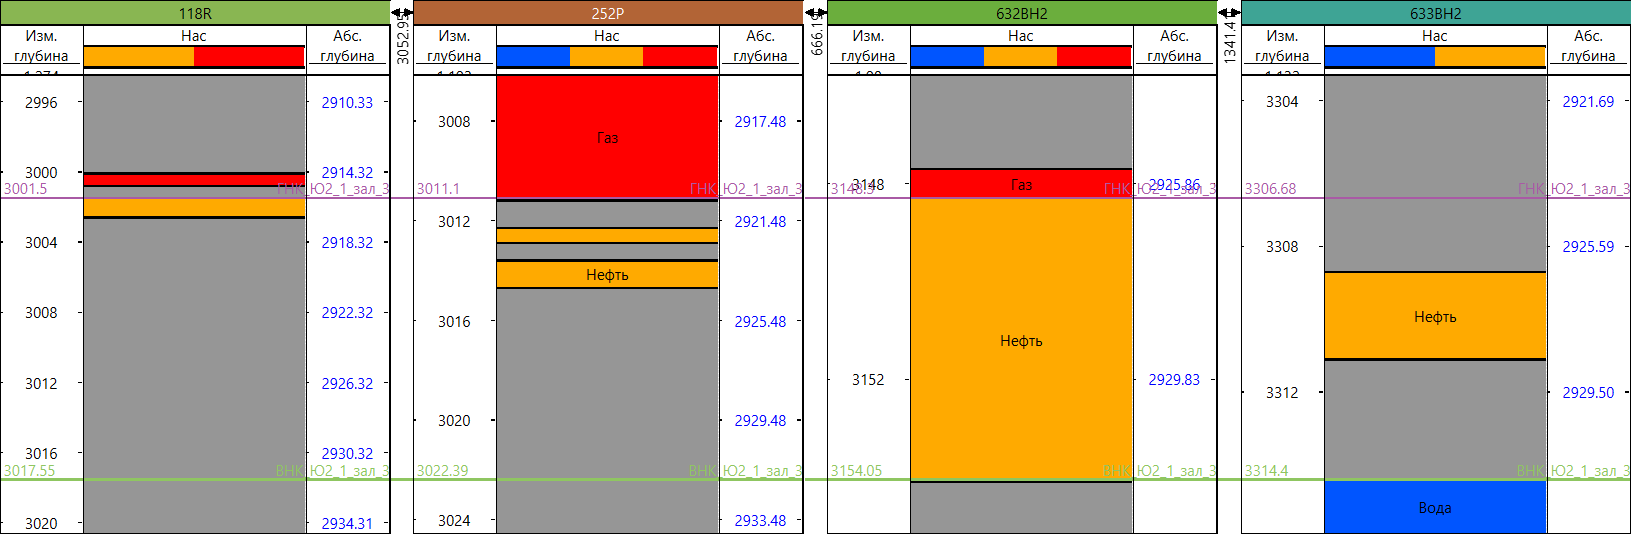 118R
Изм. глубина
Нас
Абс. глубина
2996
3000
3001.5
3004
3008
3012
3016
3017.55
3020
2910.33
2914.32
ГНК_Ю2_1_зал_3
2918.32
2922.32
2926.32
2930.32
ВНК_Ю2_1_зал_3
2934.31
3052.95
252P
Изм. глубина
Нас
Абс. глубина
3008
3011.1
3012
3016
3020
3022.39
3024
Газ
Нефть
2917.48
ГНК_Ю2_1_зал_3
2921.48
2925.48
2929.48
ВНК_Ю2_1_зал_3
2933.48
666.19
632BH2
Изм. глубина
Нас
Абс. глубина
3148
3152
3154.05
Газ
Нефть
2925.86
ГНК_Ю2_1_зал_3
2929.83
ВНК_Ю2_1_зал_3
1341.41
633BH2
Изм. глубина
Нас
Абс. глубина
3304
3306.68
3308
3312
3314.4
Нефть
Вода
2921.69
ГНК_Ю2_1_зал_3
2925.59
2929.50
ВНК_Ю2_1_зал_3